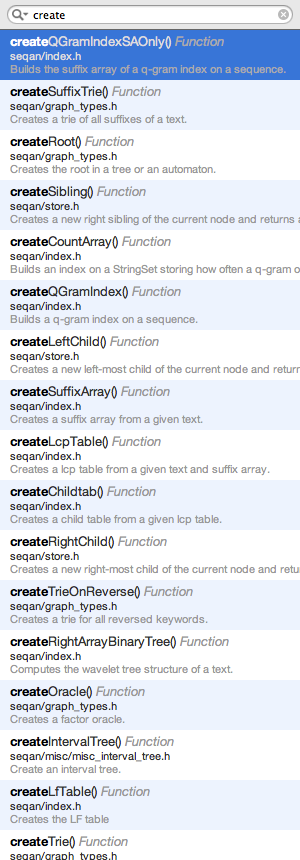 create
createQGramIndexSAOnly() Function
seqan/index.h
Builds the suffix array of a q-gram index on a sequence.
createSuffixTrie() Function
seqan/graph_types.h
Creates a trie of all suffixes of a text.
createRoot() Function
seqan/graph_types.h
Creates the root in a tree or an automaton.
createSibling() Function
seqan/store.h
Creates a new right sibling of the current node and returns a
createCountArray() Function
seqan/index.h
Builds an index on a StringSet storing how often a q-gram o
createQGramIndex() Function
seqan/index.h
Builds a q-gram index on a sequence.
createLeftChild() Function
seqan/store.h
Creates a new left-most child of the current node and return
createSuffixArray() Function
seqan/index.h
Creates a suffix array from a given text.
createLcpTable() Function
seqan/index.h
Creates a lcp table from a given text and suffix array.
createChildtab() Function
seqan/index.h
Creates a child table from a given lcp table.
createRightChild() Function
seqan/store.h
Creates a new right-most child of the current node and retu
createTrieOnReverse() Function
seqan/graph_types.h
Creates a trie for all reversed keywords.
createRightArrayBinaryTree() Function
seqan/index.h
Computes the wavelet tree structure of a text.
createOracle() Function
seqan/graph_types.h
Creates a factor oracle.
createIntervalTree() Function
seqan/misc/misc_interval_tree.h
Create an interval tree.
createLfTable() Function
seqan/index.h
Creates the LF table
createTrie() Function
seqan/graph_types.h